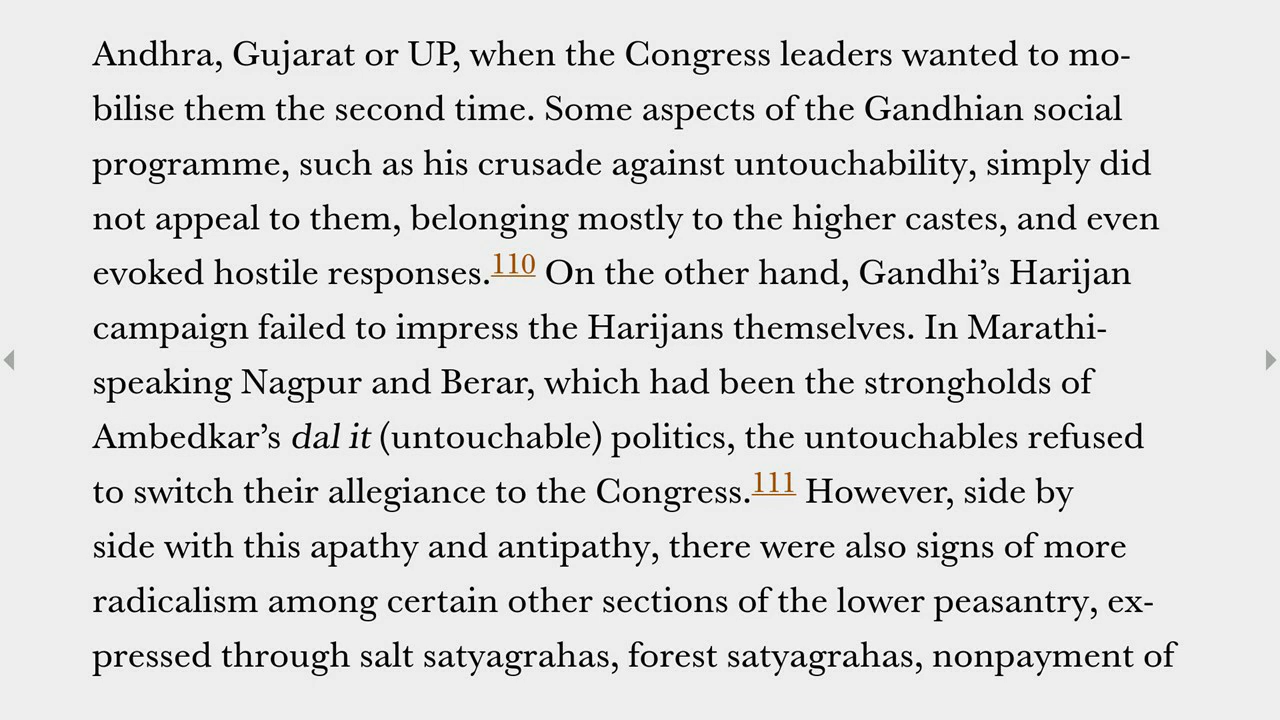 Andhra, Gujarat or UP, when the Congress leaders wanted to mo-
bilise them the second time. Some aspects of the Gandhian social
programme, such as his crusade against untouchability, simply did
not appeal to them, belonging mostly to the higher castes, and even
evoked hostile responses.110 On the other hand, Gandhi’s Harijan
campaign failed to impress the Harijans themselves. In Marathi-
speaking Nagpur and Berar, which had been the strongholds of
Ambedkar’s dal it (untouchable) politics, the untouchables refused
to switch their allegiance to the Congress.111 However, side by
side with this apathy and antipathy, there were also signs of more
radicalism among certain other sections of the lower peasantry, ex-
pressed through salt satyagrahas, forest satyagrahas, nonpayment of